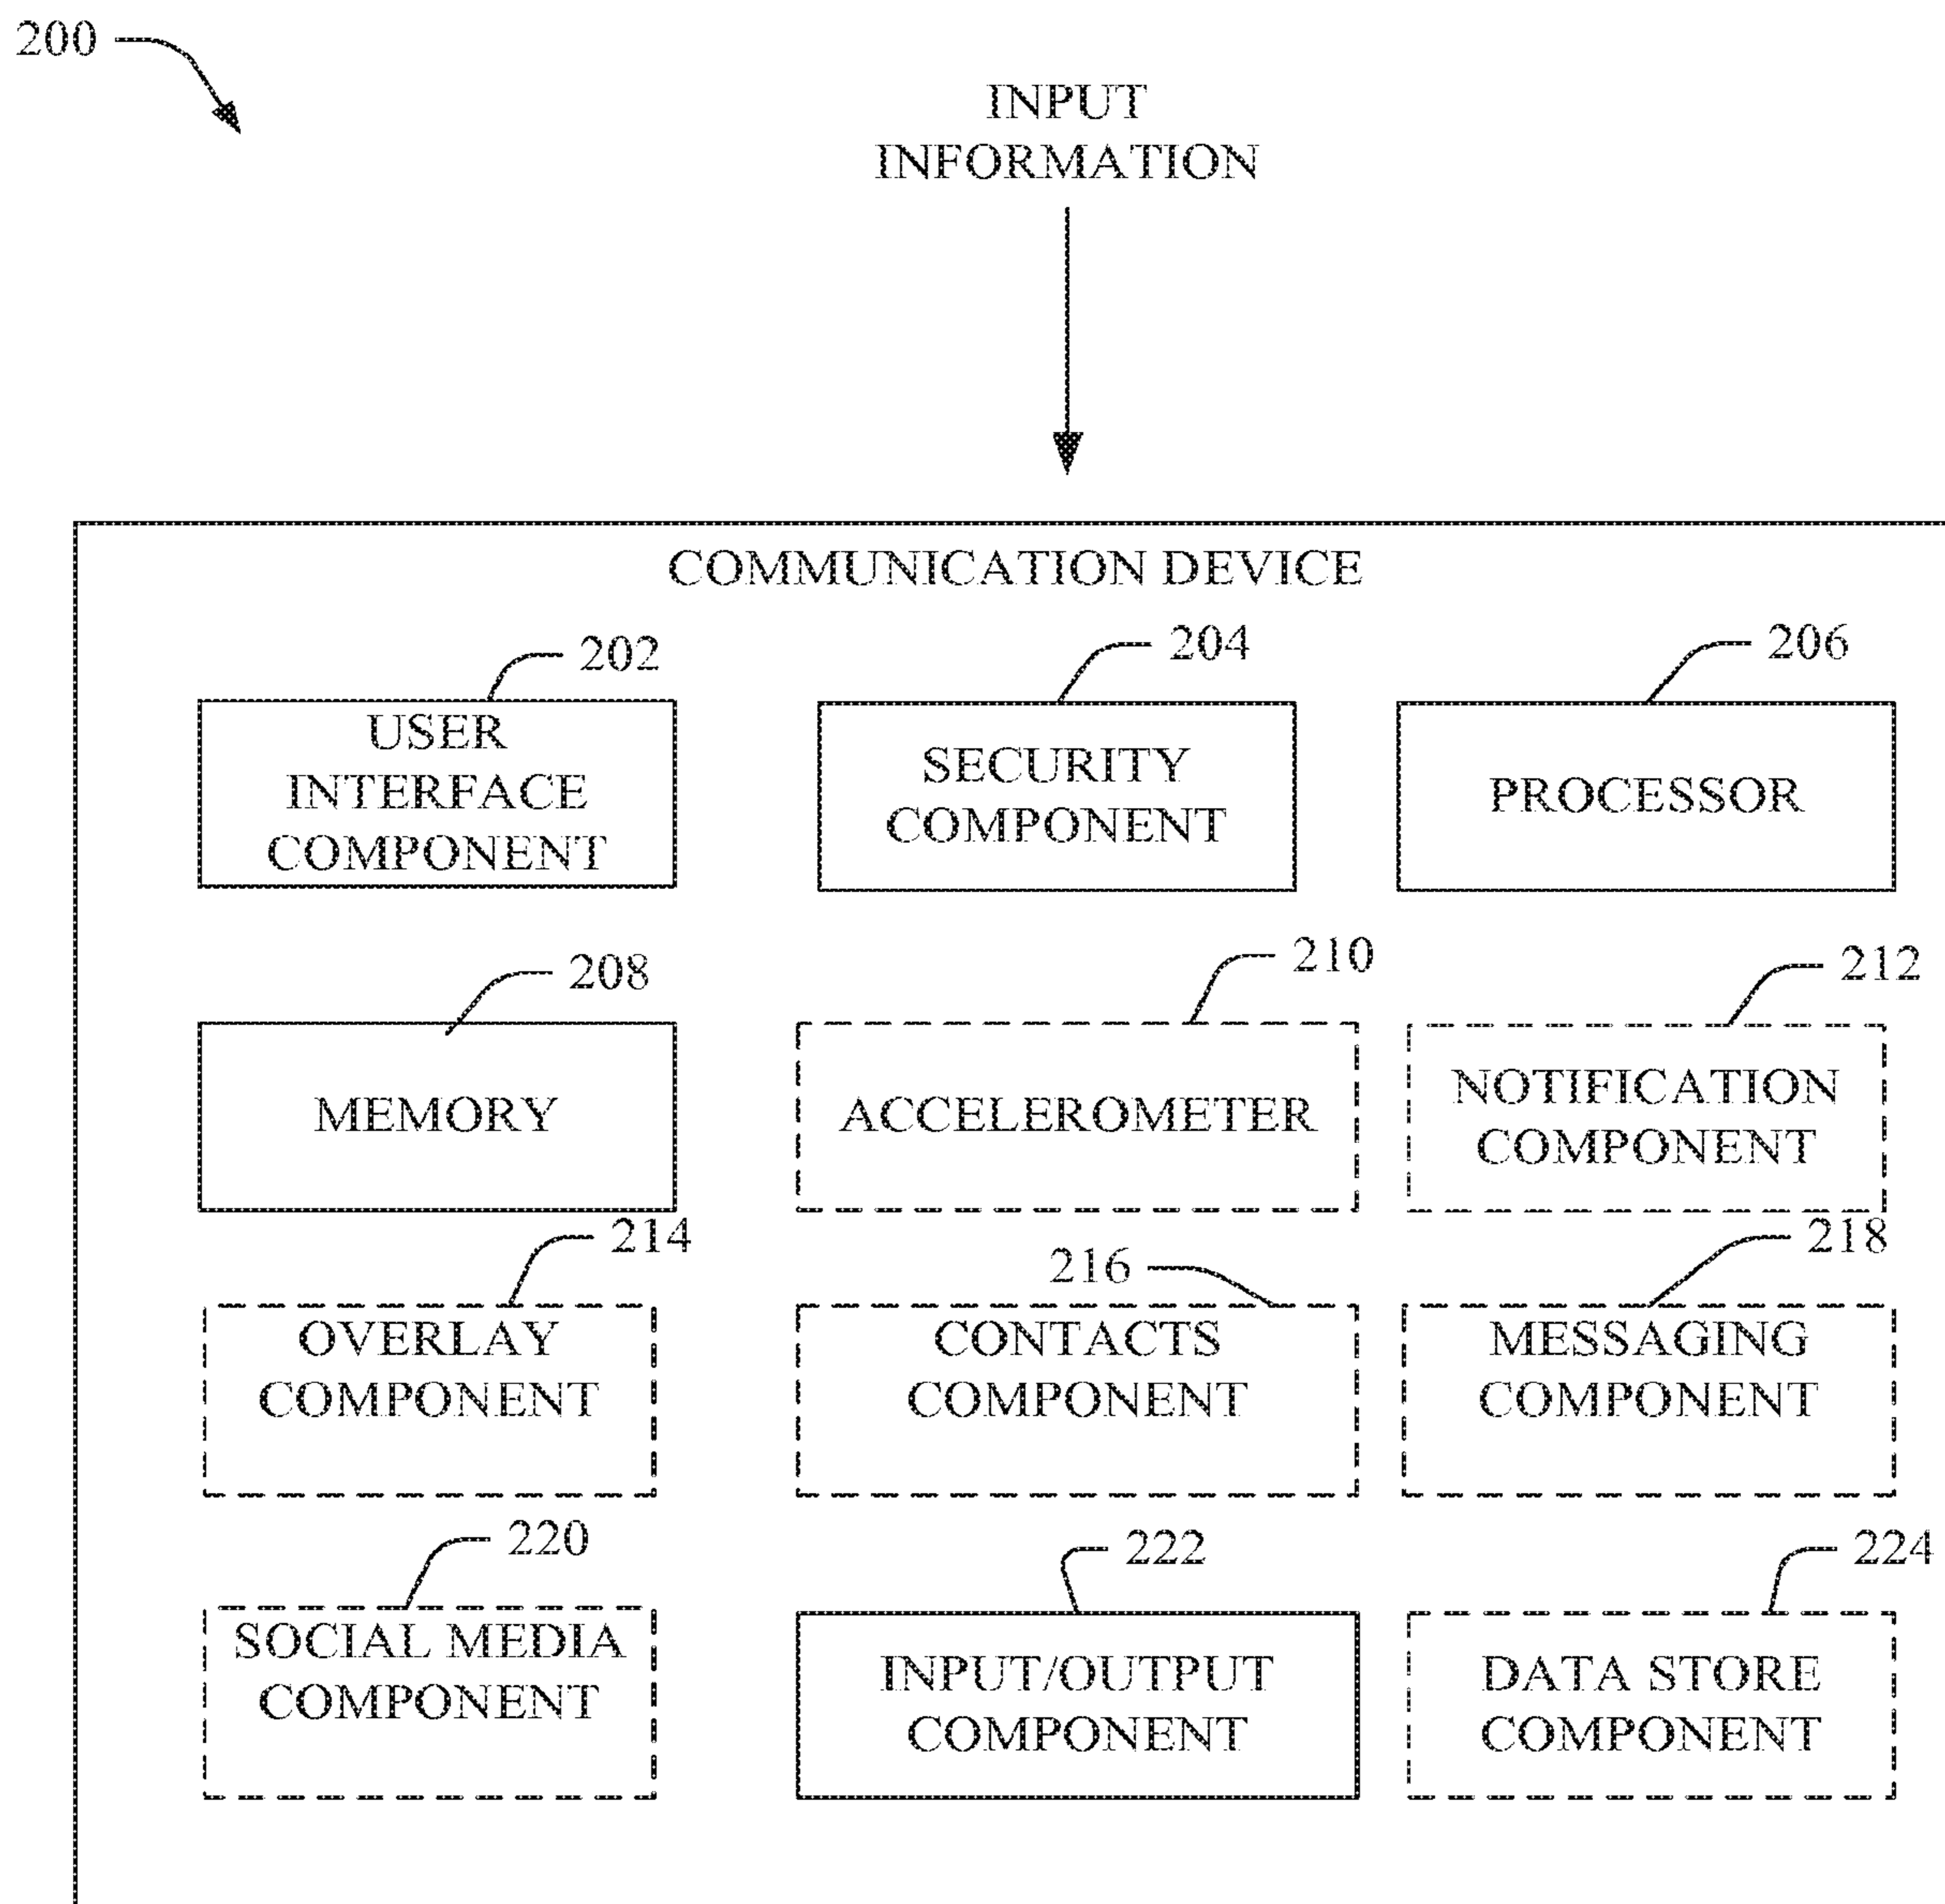 200
INPUT
INFORMATION
COMMUNICATION DEVICE
202
204
206
USER
INTERFACE
COMPONENT
SECURITY
COMPONENT
PROCESSOR
208
210
212
MEMORY
ACCELEROMETER
NOTIFICATION
COMPONENT
214
216
218
OVERLAY
COMPONENT
CONTACTS
COMPONENT
MESSAGING
COMPONENT
220
222
224
SOCIAL MEDIA
COMPONENT
INPUT/OUTPUT
COMPONENT
DATA STORE
COMPONENT